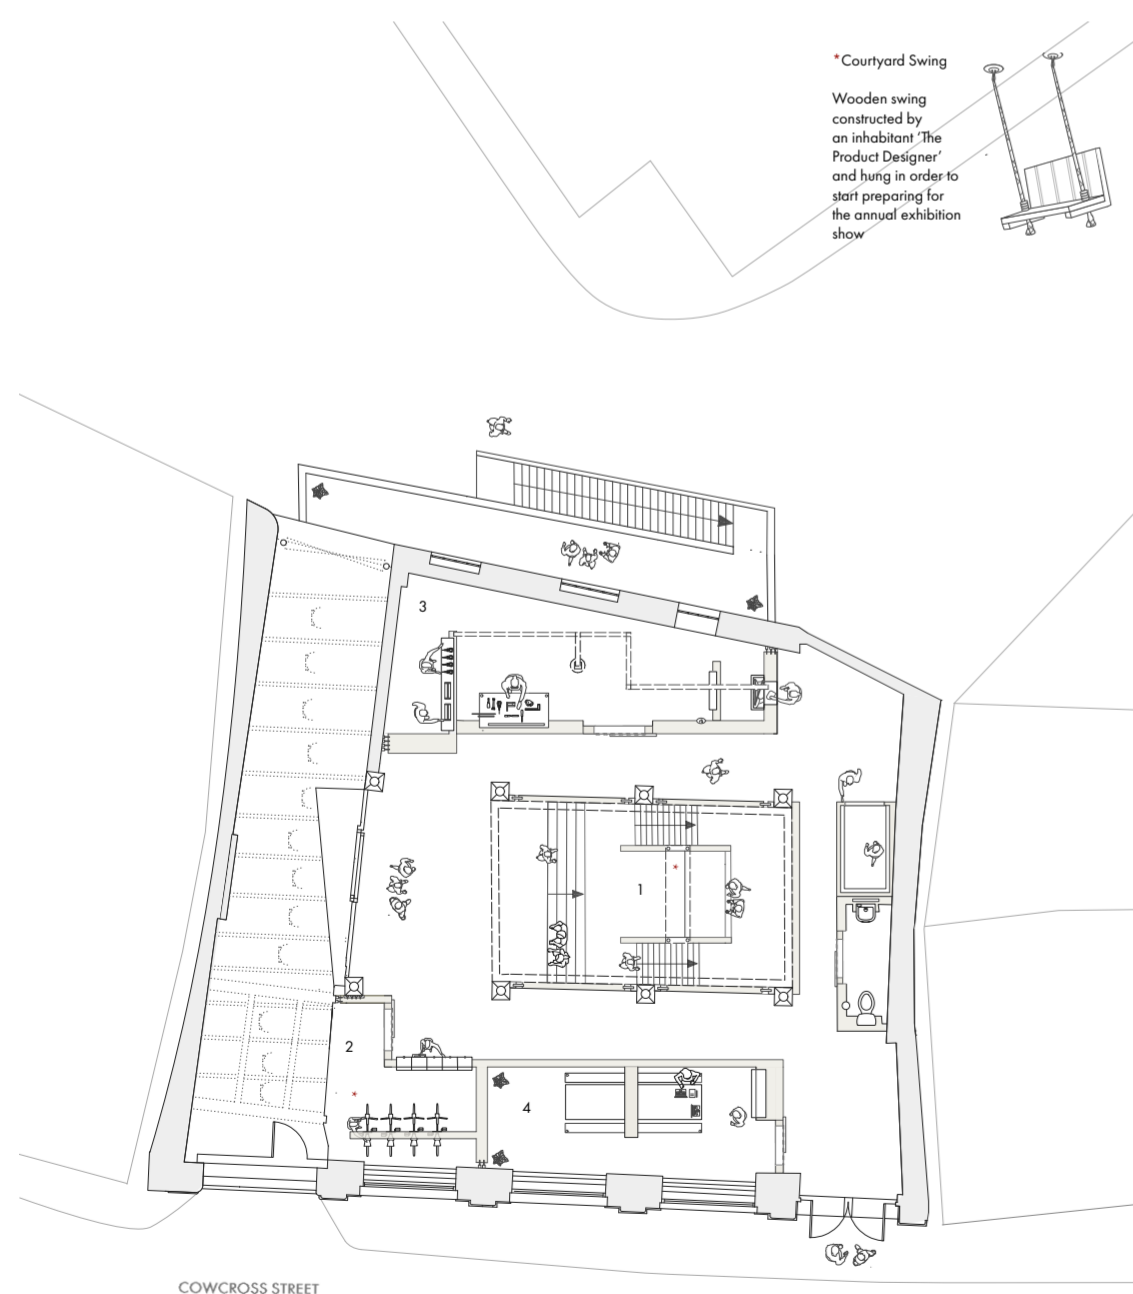 *Courtyard Swing
Wooden swing
constructed by
an inhabitant ‘The
Product Designer’
and hung in order to
start preparing for
the annual exhibition
show
3
*
1
2
*
4
COWCROSS STREET